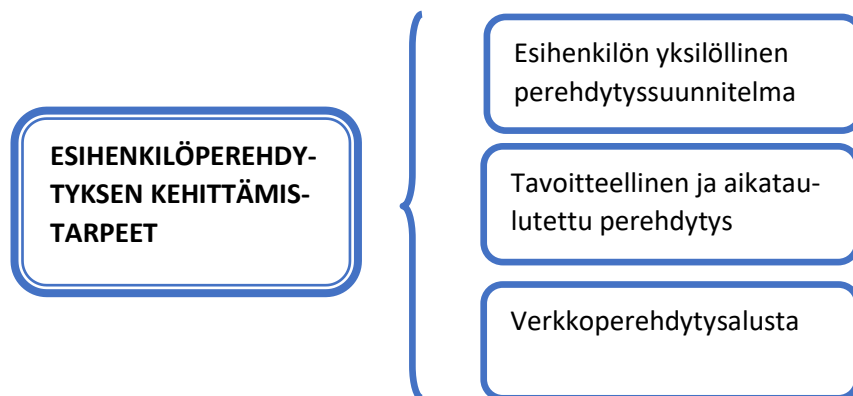 ESIHENKILÖPEREHDY-
TYKSEN KEHITTÄMIS-
TARPEET
Esihenkilön yksilöllinen
perehdytyssuunnitelma
Tavoitteellinen ja aikatau-
lutettu perehdytys
Verkkoperehdytysalusta